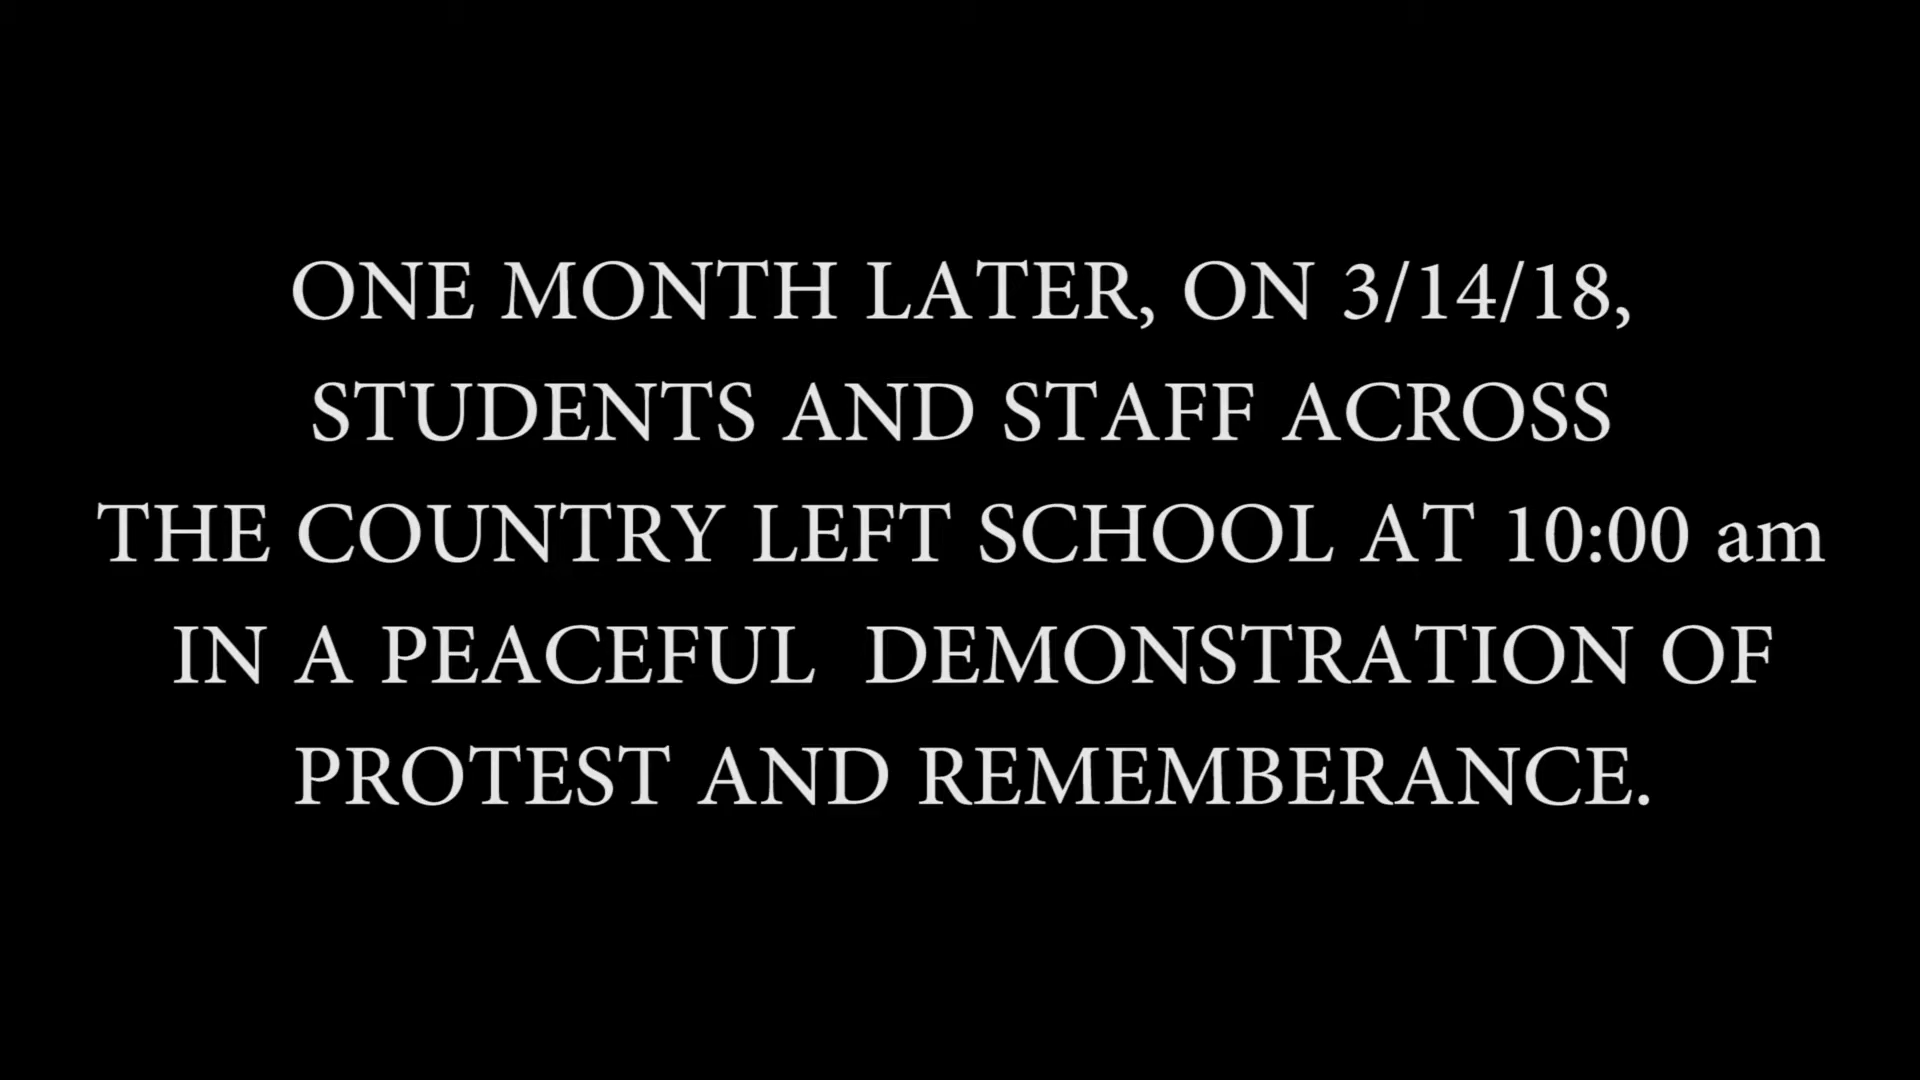 ONE MONTH LATER, ON 3/14/18,
STUDENTS AND STAFF ACROSS
THE COUNTRY LEFT SCHOOL AT 10:00 am
IN A PEACEFUL  DEMONSTRATION OF
PROTEST AND REMEMBERANCE.